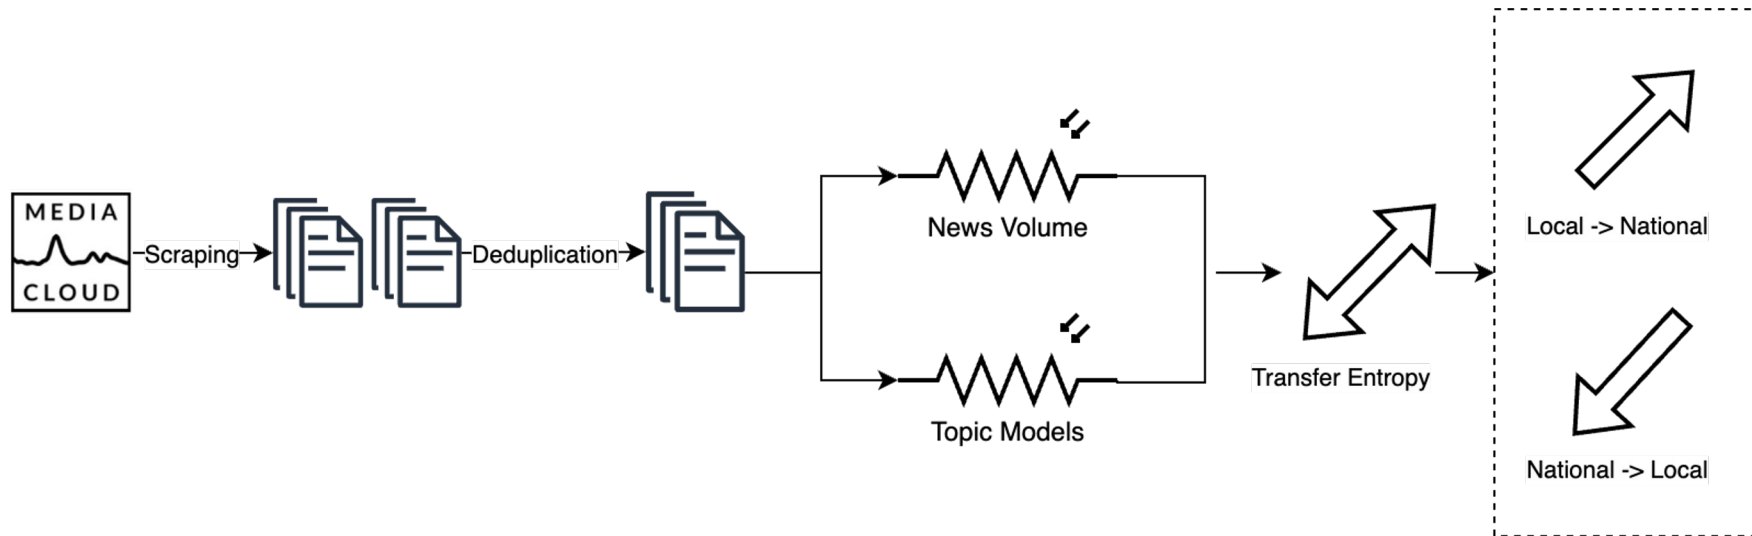 MEDIA
CLOUD
Scraping
Deduplication
News Volume
Topic Models
Transfer Entropy
Local -> National
National -> Local